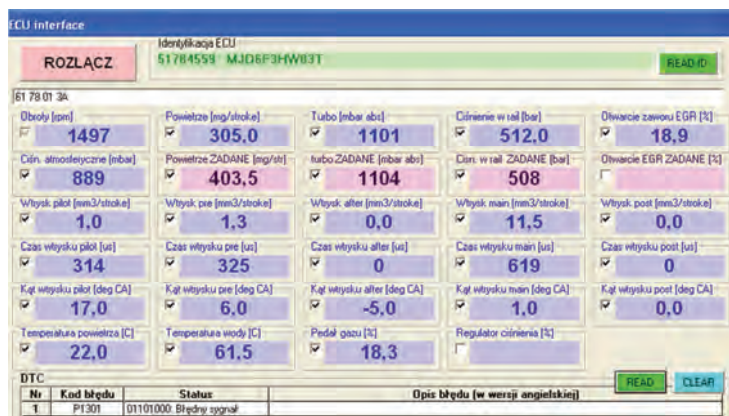 ECU interface
Identyfikacja ECU
ROZŁĄCZ
51784559 MJD6F3HW03T
READ ID
61 78 01 3A
Obroty [rpm] Powietrze [mg/stroke] Turbo [mbar abs] Ciśnienie w rail [bar] Otwarcie zaworu EGR [%]
1497 305,0 1101 512,0 18,9
Ciśn. atmosferyczne [mbar] Powietrze ZADANE [mg/str] turbo ZADANE [mbar abs] Ciśn. w rail ZADANE [bar] Otwarcie EGR ZADANE [%]
889 403,5 1104 508
Wtrysk pilot [mm3/stroke] Wtrysk pre [mm3/stroke] Wtrysk after [mm3/stroke] Wtrysk main [mm3/stroke] Wtrysk post [mm3/stroke]
1,0 1,3 0,0 11,5 0,0
Czas wtrysku pilot [us] Czas wtrysku pre [us] Czas wtrysku after [us] Czas wtrysku main [us] Czas wtrysku post [us]
314 325 0 619 0
Kąt wtrysku pilot [deg CA] Kąt wtrysku pre [deg CA] Kąt wtrysku after [deg CA] Kąt wtrysku main [deg CA] Kąt wtrysku post [deg CA]
17,0 6,0 -5,0 1,0 0,0
Temperatura powietrza [C] Temperatura wody [C] Pedał gazu [%] Regulator ciśnienia [%]
22,0 61,5 18,3
DTC
READ CLEAR
Nr Kod błędu Status Opis błędu (w wersji angielskiej)
1 P1301 01101000: Błędny sygnał